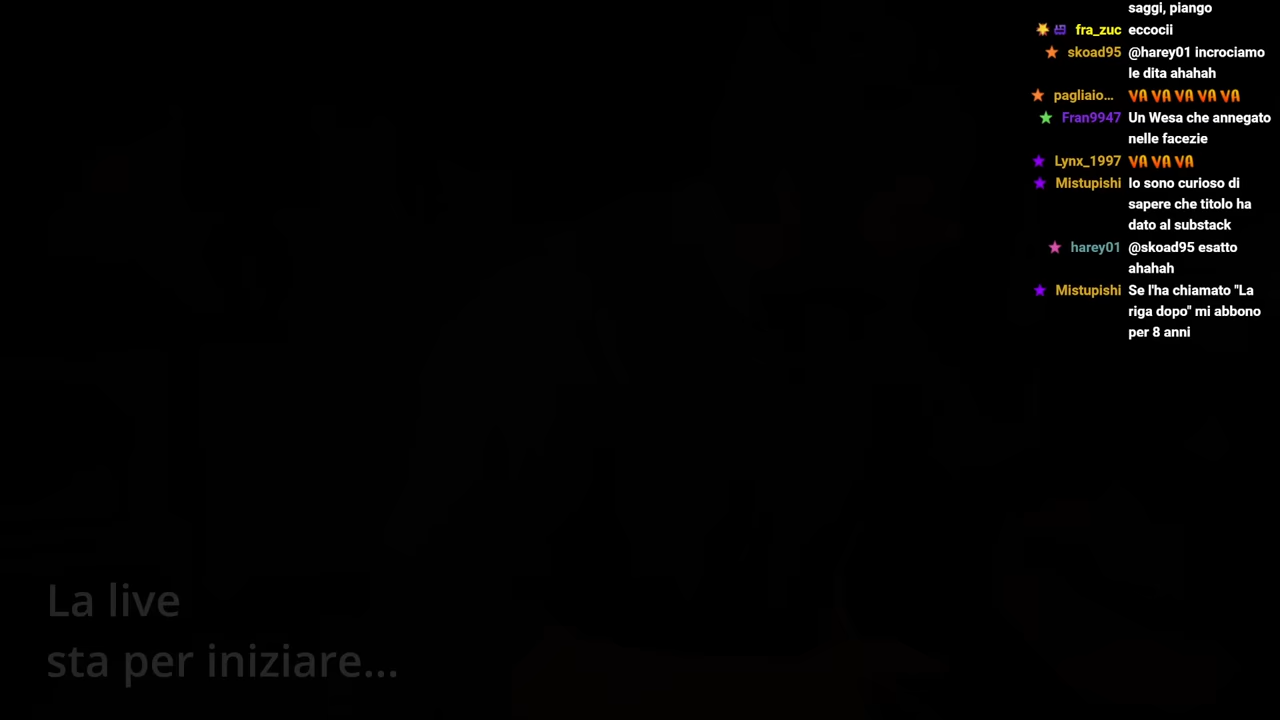 saggi, piango
fra_zuc eccocii
skoad95 @harey01 incrociamo
le dita ahahah
pagliaio... VA VA VA VA VA
Fran9947 Un Wesa che annegato
nelle facezie
Lynx_1997 VA VA VA
Mistupishi Io sono curioso di
sapere che titolo ha
dato al substack
harey01 @skoad95 esatto
ahahah
Mistupishi Se l'ha chiamato "La
riga dopo" mi abbono
per 8 anni
La live
sta per iniziare...